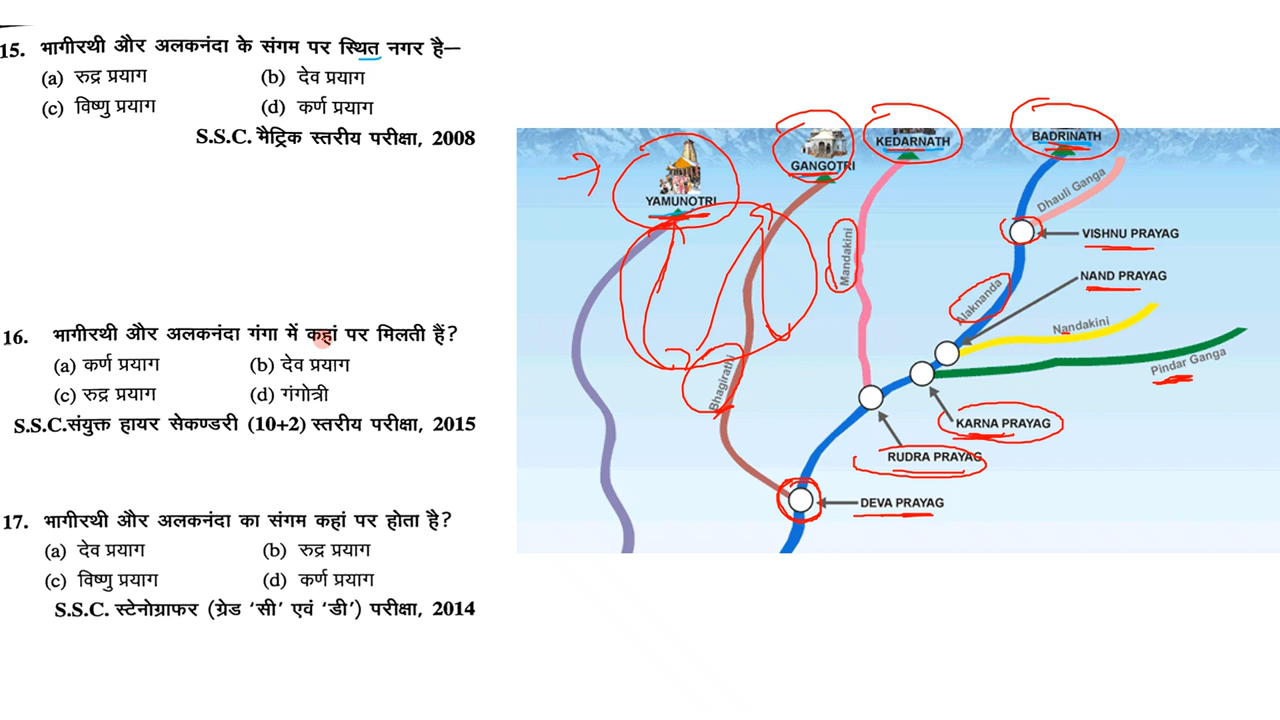 15. भागीरथी और अलकनंदा के संगम पर स्थित नगर है—
(a) रुद्र प्रयाग (b) देव प्रयाग
(c) विष्णु प्रयाग (d) कर्ण प्रयाग
S.S.C. मैट्रिक स्तरीय परीक्षा, 2008
16. भागीरथी और अलकनंदा गंगा में कहां पर मिलती हैं?
(a) कर्ण प्रयाग (b) देव प्रयाग
(c) रुद्र प्रयाग (d) गंगोत्री
S.S.C.संयुक्त हायर सेकण्डरी (10+2) स्तरीय परीक्षा, 2015
17. भागीरथी और अलकनंदा का संगम कहां पर होता है?
(a) देव प्रयाग (b) रुद्र प्रयाग
(c) विष्णु प्रयाग (d) कर्ण प्रयाग
S.S.C. स्टेनोग्राफर (ग्रेड ‘सी’ एवं ‘डी’) परीक्षा, 2014
YAMUNOTRI
GANGOTRI
KEDARNATH
BADRINATH
Dhauli Ganga
VISHNU PRAYAG
Mandakini
NAND PRAYAG
Alaknanda
Nandakini
Pindar Ganga
Bhagirathi
KARNA PRAYAG
RUDRA PRAYAG
DEVA PRAYAG